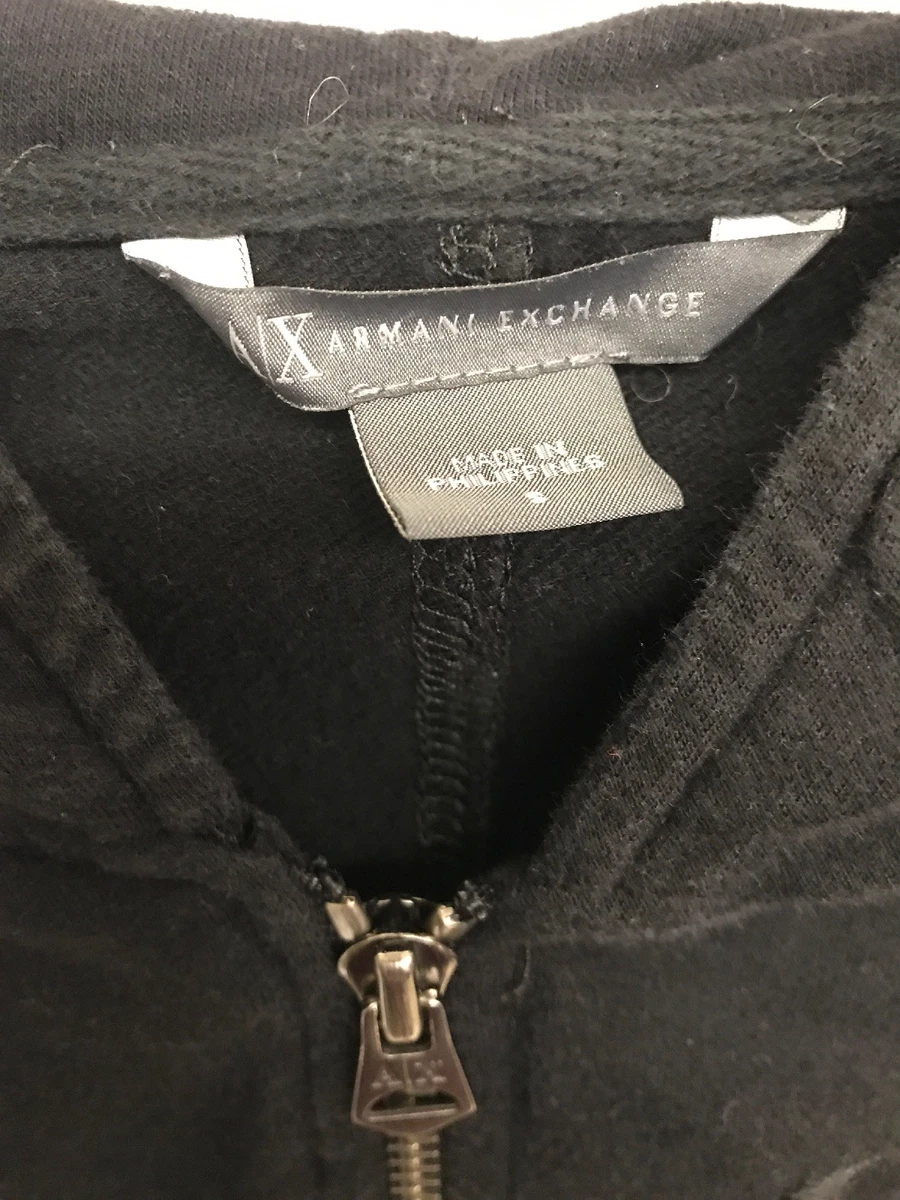 A|X ARMANI EXCHANGE
MADE IN
PHILIPPINES
S
A|X